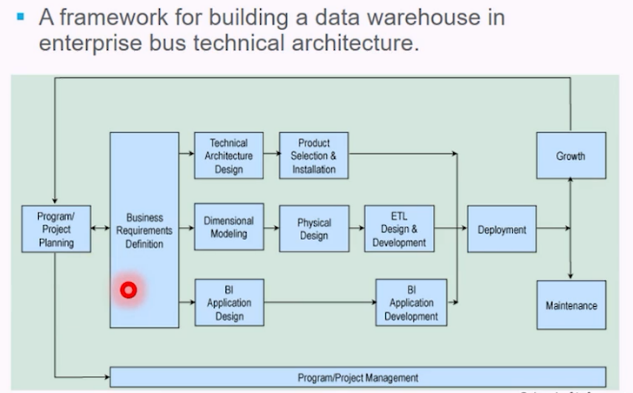 A framework for building a data warehouse in
enterprise bus technical architecture.
Technical
Architecture
Design
Product
Selection &
Installation
Growth
Program/
Project
Planning
Business
Requirements
Definition
Dimensional
Modeling
Physical
Design
ETL
Design &
Development
Deployment
BI
Application
Design
BI
Application
Development
Maintenance
Program/Project Management